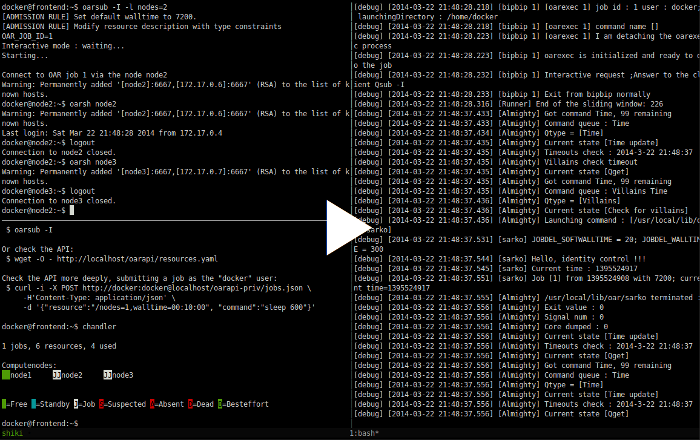 docker@frontend:~$ oarsub -I -l nodes=2
[ADMISSION RULE] Set default walltime to 7200.
[ADMISSION RULE] Modify resource description with type constraints
OAR_JOB_ID=1
Interactive mode : waiting...
Starting...
Connect to OAR job 1 via the node node2
Warning: Permanently added '[node2]:6667,[172.17.0.6]:6667' (RSA) to the list of k
nown hosts.
docker@node2:~$ oarsh node2
Warning: Permanently added '[node2]:6667,[172.17.0.6]:6667' (RSA) to the list of k
nown hosts.
Last login: Sat Mar 22 21:48:28 2014 from 172.17.0.4
docker@node2:~$ logout
Connection to node2 closed.
docker@node2:~$ oarsh node3
Warning: Permanently added '[node3]:6667,[172.17.0.7]:6667' (RSA) to the list of k
nown hosts.
docker@node3:~$ logout
Connection to node3 closed.
docker@node2:~$
$ oarsub -I
Or check the API:
$ wget -O - http://localhost/oarapi/resources.yaml
Check the API more deeply, submitting a job as the "docker" user:
$ curl -i -X POST http://docker:docker@localhost/oarapi-priv/jobs.json \
-H'Content-Type: application/json' \
-d '{"resource":"/nodes=1,walltime=00:10:00", "command":"sleep 600"}'
docker@frontend:~$ chandler
1 jobs, 6 resources, 4 used
Computenodes:
node1 JJnode2 JJnode3
=Free =Standby J=Job S=Suspected A=Absent D=Dead B=Besteffort
docker@frontend:~$
shiki
[debug] [2014-03-22 21:48:28.218] [bipbip 1] [oarexec 1] job id : 1 user : docker;
launchingDirectory : /home/docker
[debug] [2014-03-22 21:48:28.218] [bipbip 1] [oarexec 1] command name []
[debug] [2014-03-22 21:48:28.223] [bipbip 1] [oarexec 1] I am detaching the oarexe
c process
[debug] [2014-03-22 21:48:28.223] [bipbip 1] oarexec is initialized and ready to d
o the job
[debug] [2014-03-22 21:48:28.232] [bipbip 1] Interactive request ;Answer to the cl
ient Qsub -I
[debug] [2014-03-22 21:48:28.233] [bipbip 1] Exit from bipbip normally
[debug] [2014-03-22 21:48:28.316] [Runner] End of the sliding window: 226
[debug] [2014-03-22 21:48:37.433] [Almighty] Got command Time, 99 remaining
[debug] [2014-03-22 21:48:37.433] [Almighty] Command queue : Time
[debug] [2014-03-22 21:48:37.434] [Almighty] Qtype = [Time]
[debug] [2014-03-22 21:48:37.435] [Almighty] Current state [Time update]
[debug] [2014-03-22 21:48:37.435] [Almighty] Timeouts check : 2014-3-22 21:48:37
[debug] [2014-03-22 21:48:37.435] [Almighty] Villains check timeout
[debug] [2014-03-22 21:48:37.435] [Almighty] Current state [Qget]
[debug] [2014-03-22 21:48:37.435] [Almighty] Got command Time, 99 remaining
[debug] [2014-03-22 21:48:37.435] [Almighty] Command queue : Villains Time
[debug] [2014-03-22 21:48:37.436] [Almighty] Qtype = [Villains]
[debug] [2014-03-22 21:48:37.436] [Almighty] Current state [Check for villains]
[debug] [2014-03-22 21:48:37.436] [Almighty] Launching command : [/usr/local/lib/o
sarko]
[debug] [2014-03-22 21:48:37.531] [sarko] JOBDEL_SOFTWALLTIME = 20; JOBDEL_WALLTIM
E = 300
[debug] [2014-03-22 21:48:37.544] [sarko] Hello, identity control !!!
[debug] [2014-03-22 21:48:37.545] [sarko] Current time : 1395524917
[debug] [2014-03-22 21:48:37.551] [sarko] Job [1] from 1395524908 with 7200; curre
nt time=1395524917
[debug] [2014-03-22 21:48:37.555] [Almighty] /usr/local/lib/oar/sarko terminated :
[debug] [2014-03-22 21:48:37.555] [Almighty] Exit value : 0
[debug] [2014-03-22 21:48:37.555] [Almighty] Signal num : 0
[debug] [2014-03-22 21:48:37.555] [Almighty] Core dumped : 0
[debug] [2014-03-22 21:48:37.556] [Almighty] Current state [Time update]
[debug] [2014-03-22 21:48:37.556] [Almighty] Timeouts check : 2014-3-22 21:48:37
[debug] [2014-03-22 21:48:37.556] [Almighty] Current state [Qget]
[debug] [2014-03-22 21:48:37.556] [Almighty] Got command Time, 99 remaining
[debug] [2014-03-22 21:48:37.556] [Almighty] Command queue : Time
[debug] [2014-03-22 21:48:37.556] [Almighty] Qtype = [Time]
[debug] [2014-03-22 21:48:37.556] [Almighty] Current state [Time update]
[debug] [2014-03-22 21:48:37.556] [Almighty] Timeouts check : 2014-3-22 21:48:37
[debug] [2014-03-22 21:48:37.556] [Almighty] Current state [Qget]
1:bash*